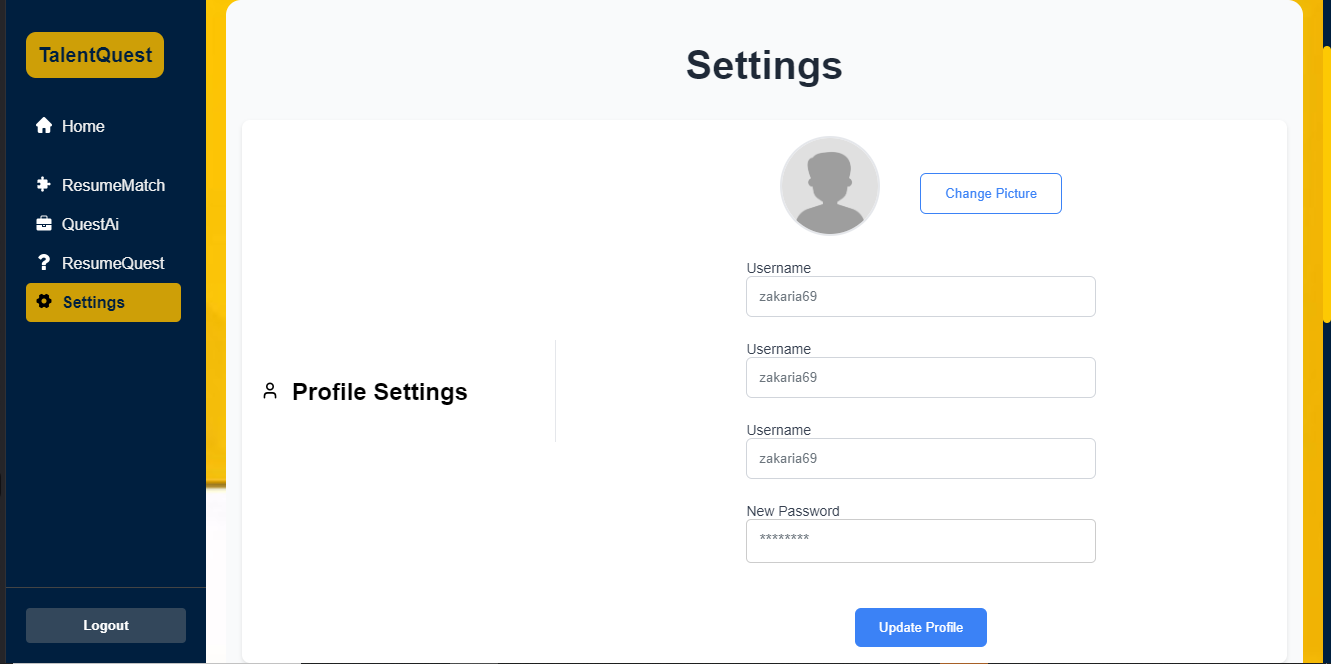 TalentQuest
Home
ResumeMatch
QuestAi
ResumeQuest
Settings
Logout
Settings
Change Picture
Profile Settings
Username
zakaria69
Username
zakaria69
Username
zakaria69
New Password
********
Update Profile